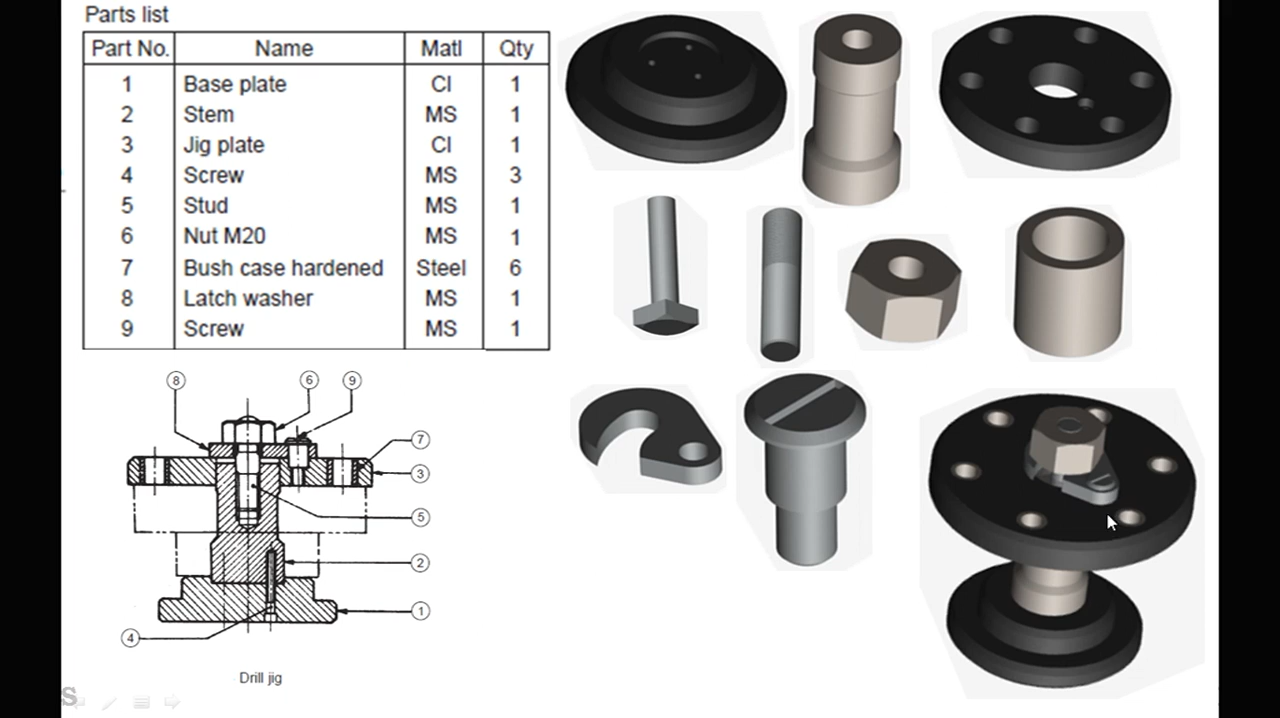 Parts list
Part No. Name Matl Qty
1 Base plate CI 1
2 Stem MS 1
3 Jig plate CI 1
4 Screw MS 3
5 Stud MS 1
6 Nut M20 MS 1
7 Bush case hardened Steel 6
8 Latch washer MS 1
9 Screw MS 1
8 6 9
7
3
5
2
1
4
Drill jig
S